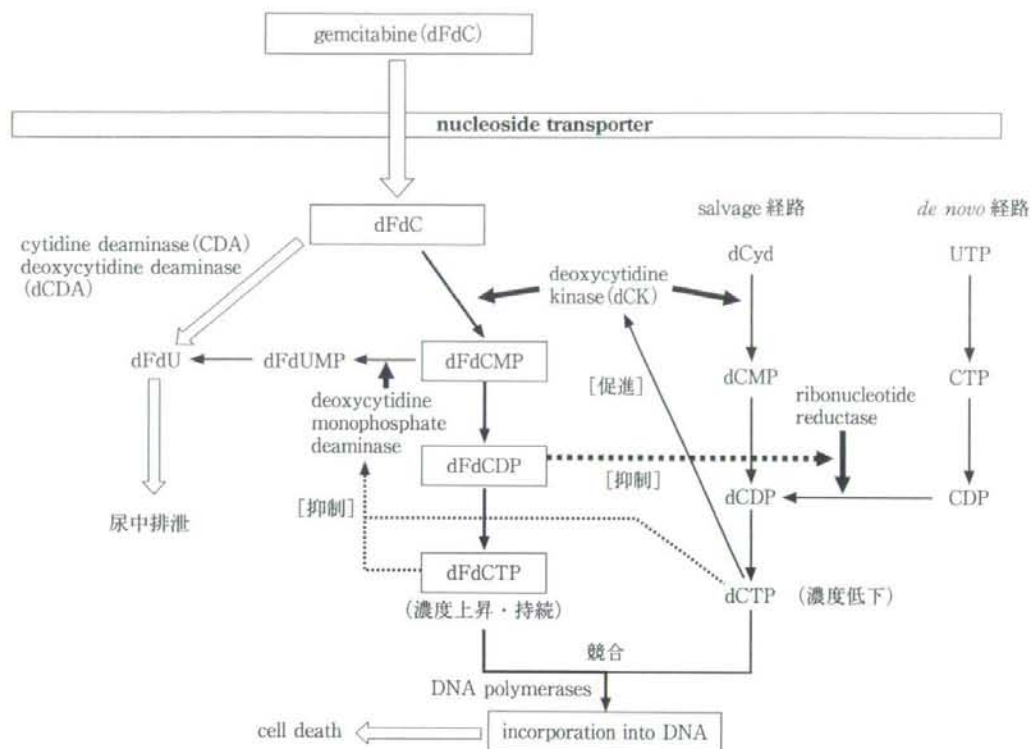 gemcitabine (dFdC)
nucleoside transporter
dFdC
salvage 経路
de novo 経路
cytidine deaminase (CDA)
deoxycytidine deaminase
(dCDA)
deoxycytidine
kinase (dCK)
dCyd
UTP
dFdU
dFdUMP
dFdCMP
[促進]
dCMP
CTP
deoxycytidine
monophosphate
deaminase
ribonucleotide
reductase
dFdCDP
[抑制]
dCDP
CDP
尿中排泄
[抑制]
dFdCTP
(濃度上昇・持続)
dCTP
(濃度低下)
競合
DNA polymerases
cell death
incorporation into DNA